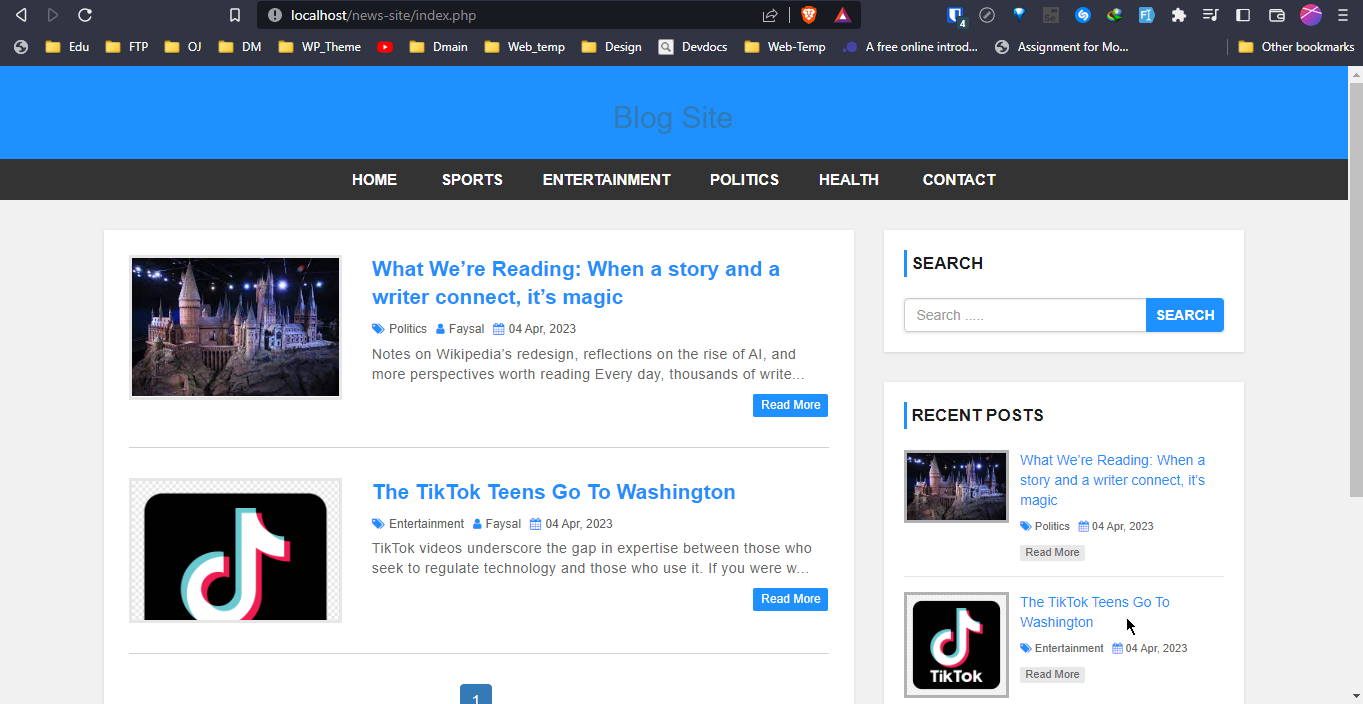 localhost/news-site/index.php
4
Edu FTP OJ DM WP_Theme Dmain Web_temp Design Devdocs Web-Temp A free online introd... Assignment for Mo... Other bookmarks
Blog Site
HOME SPORTS ENTERTAINMENT POLITICS HEALTH CONTACT
What We’re Reading: When a story and a
writer connect, it’s magic
Politics Faysal 04 Apr, 2023
Notes on Wikipedia’s redesign, reflections on the rise of AI, and
more perspectives worth reading Every day, thousands of write...
Read More
The TikTok Teens Go To Washington
Entertainment Faysal 04 Apr, 2023
TikTok videos underscore the gap in expertise between those who
seek to regulate technology and those who use it. If you were w...
Read More
1
SEARCH
Search .....
SEARCH
RECENT POSTS
What We’re Reading: When a
story and a writer connect, it’s
magic
Politics 04 Apr, 2023
Read More
The TikTok Teens Go To
Washington
Entertainment 04 Apr, 2023
Read More
TikTok